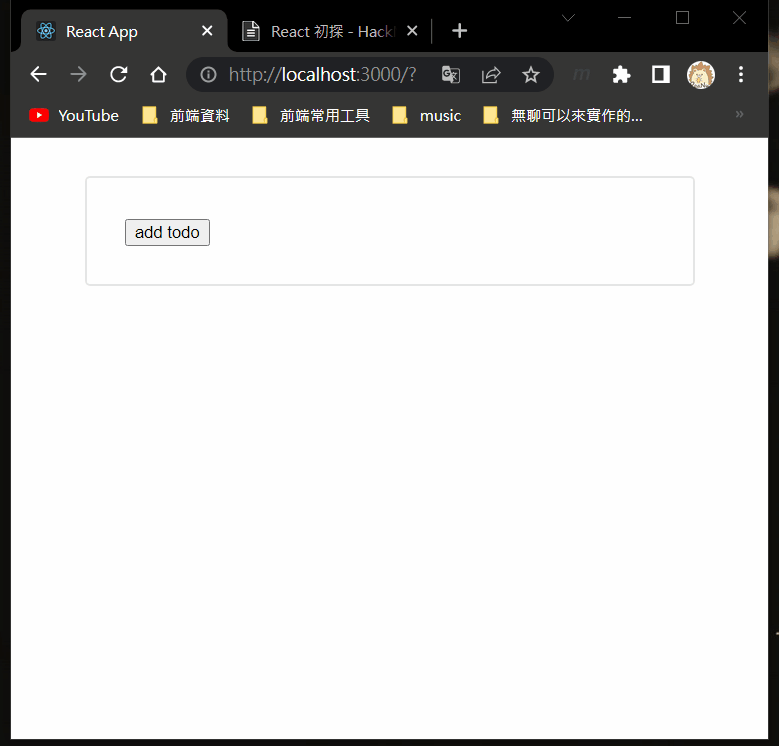 React App
React 初探 - Hack
http://localhost:3000/?
YouTube
前端資料
前端常用工具
music
無聊可以來實作的...
»
add todo